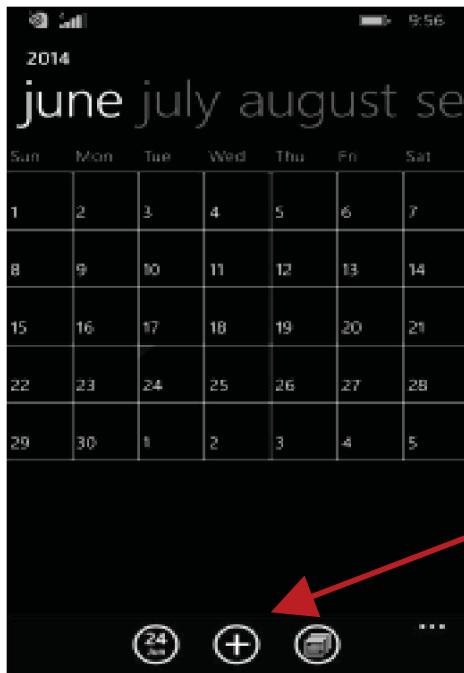 9:56
2014
june july august se
Sun Mon Tue Wed Thu Fri Sat
1 2 3 4 5 6 7
8 9 10 11 12 13 14
15 16 17 18 19 20 21
22 23 24 25 26 27 28
29 30 1 2 3 4 5
24
Jun